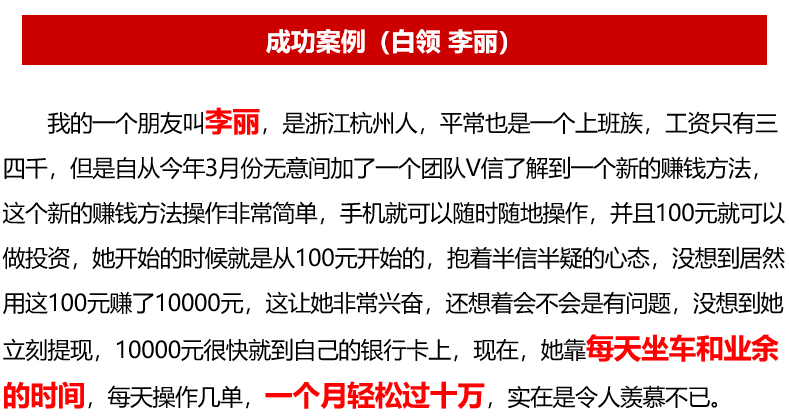 成功案例（白领 李丽）
我的一个朋友叫李丽，是浙江杭州人，平常也是一个上班族，工资只有三
四千，但是自从今年3月份无意间加了一个团队V信了解到一个新的赚钱方法，
这个新的赚钱方法操作非常简单，手机就可以随时随地操作，并且100元就可以
做投资，她开始的时候就是从100元开始的，抱着半信半疑的心态，没想到居然
用这100元赚了10000元，这让她非常兴奋，还想着会不会是有问题，没想到她
立刻提现，10000元很快就到自己的银行卡上，现在，她靠每天坐车和业余
的时间，每天操作几单，一个月轻松过十万，实在是令人羡慕不已。